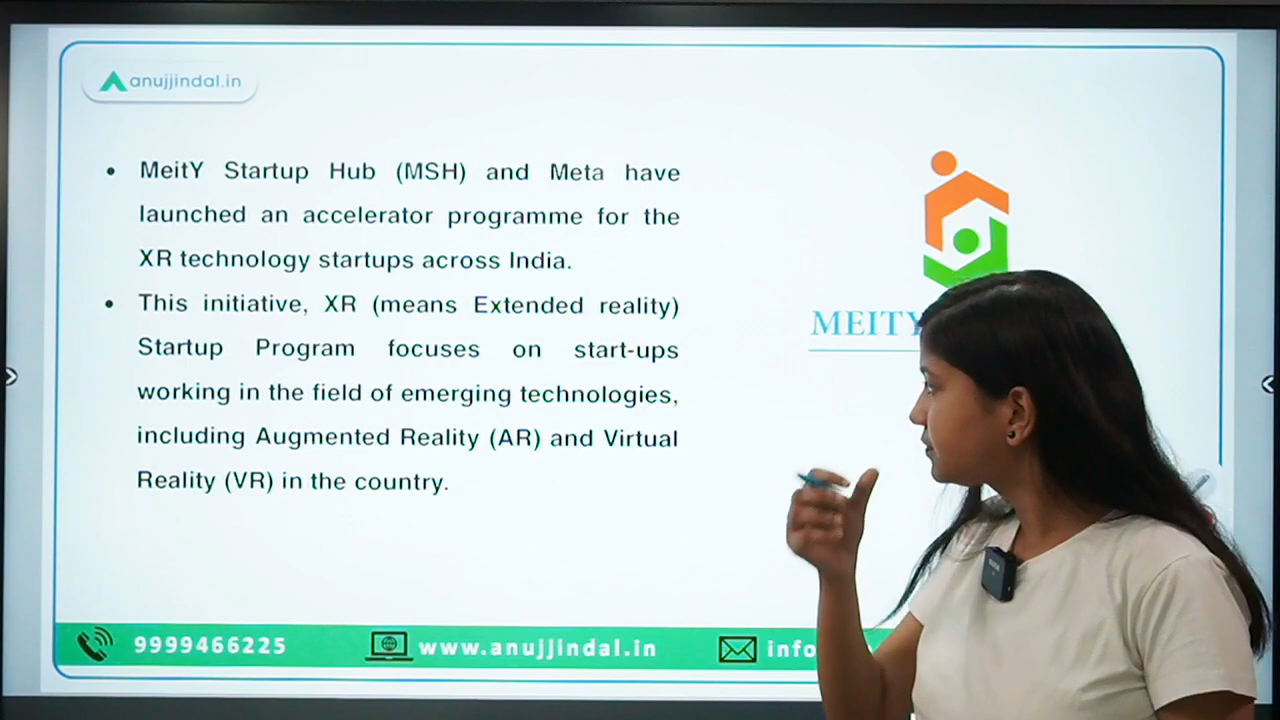 anujjindal.in
MeitY Startup Hub (MSH) and Meta have
launched an accelerator programme for the
XR technology startups across India.
This initiative, XR (means Extended reality)
Startup Program focuses on start-ups
working in the field of emerging technologies,
including Augmented Reality (AR) and Virtual
Reality (VR) in the country.
MEITY
9999466225
www.anujjindal.in
info